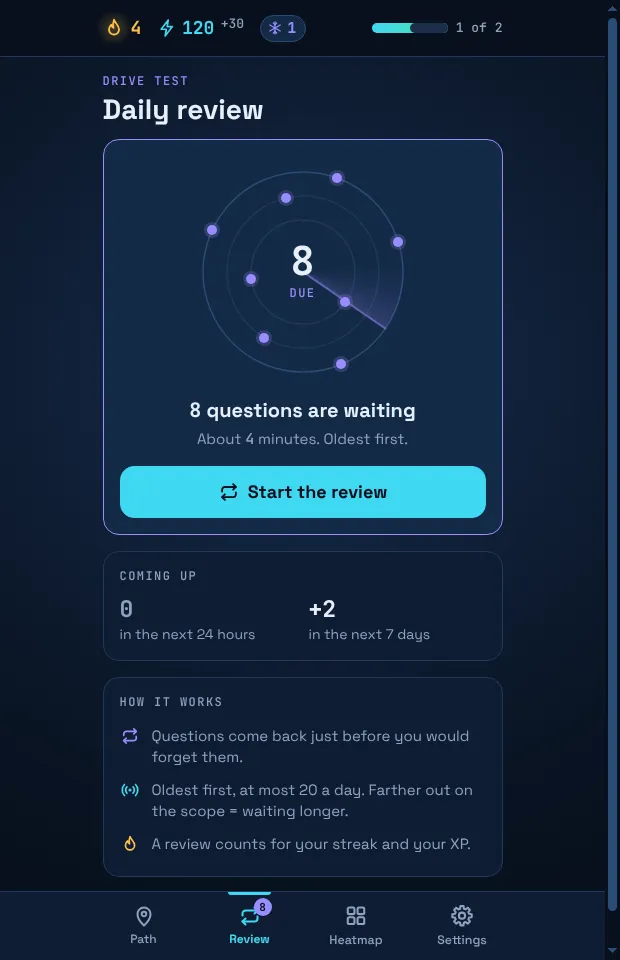 4 120 +30 1 1 of 2
DRIVE TEST
Daily review
8
DUE
8 questions are waiting
About 4 minutes. Oldest first.
Start the review
COMING UP
0 +2
in the next 24 hours in the next 7 days
HOW IT WORKS
Questions come back just before you would
forget them.
Oldest first, at most 20 a day. Farther out on
the scope = waiting longer.
A review counts for your streak and your XP.
8
Path Review Heatmap Settings